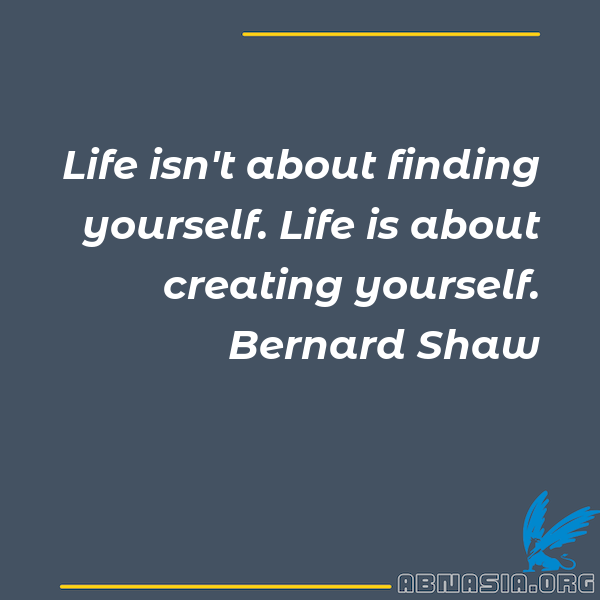 Life isn't about finding
yourself. Life is about
creating yourself.
Bernard Shaw
ABNASIA.ORG